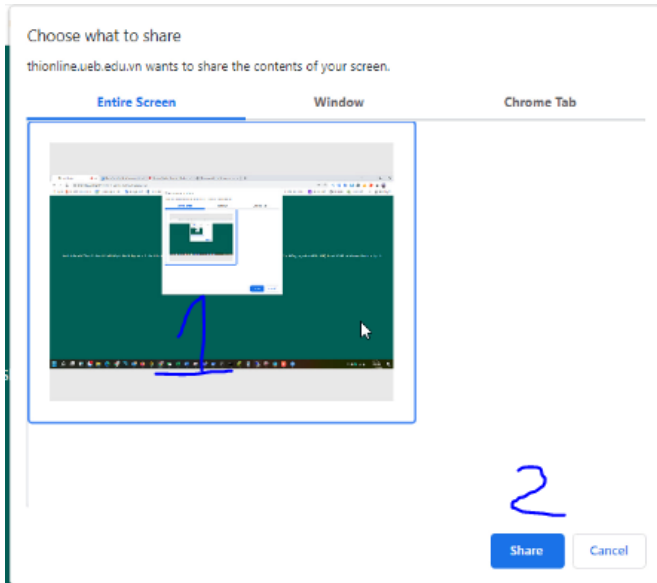 Choose what to share
thionline.ueb.edu.vn wants to share the contents of your screen.
Entire Screen Window Chrome Tab
1
2
Share Cancel